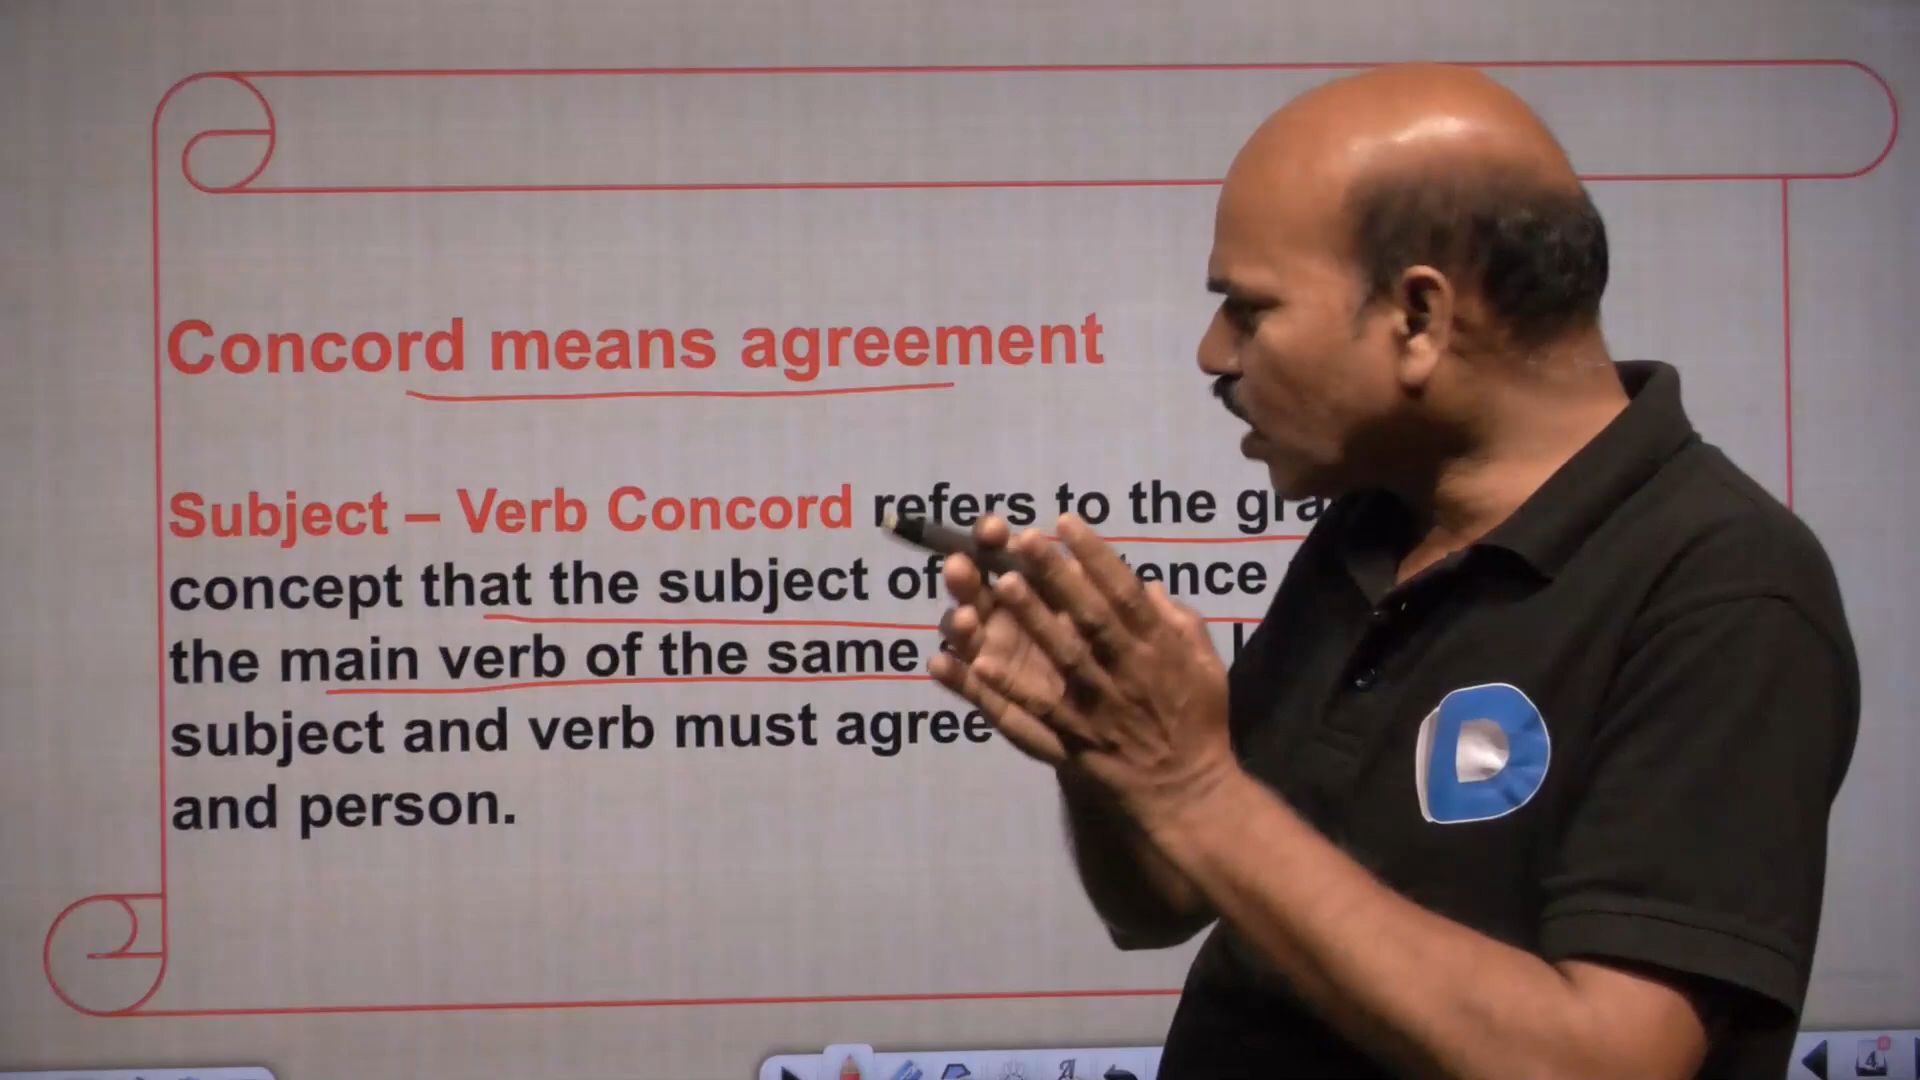 Concord means agreement
Subject – Verb Concord refers to the gra
concept that the subject of
the main verb of the same
subject and verb must agree
and person.
D
4